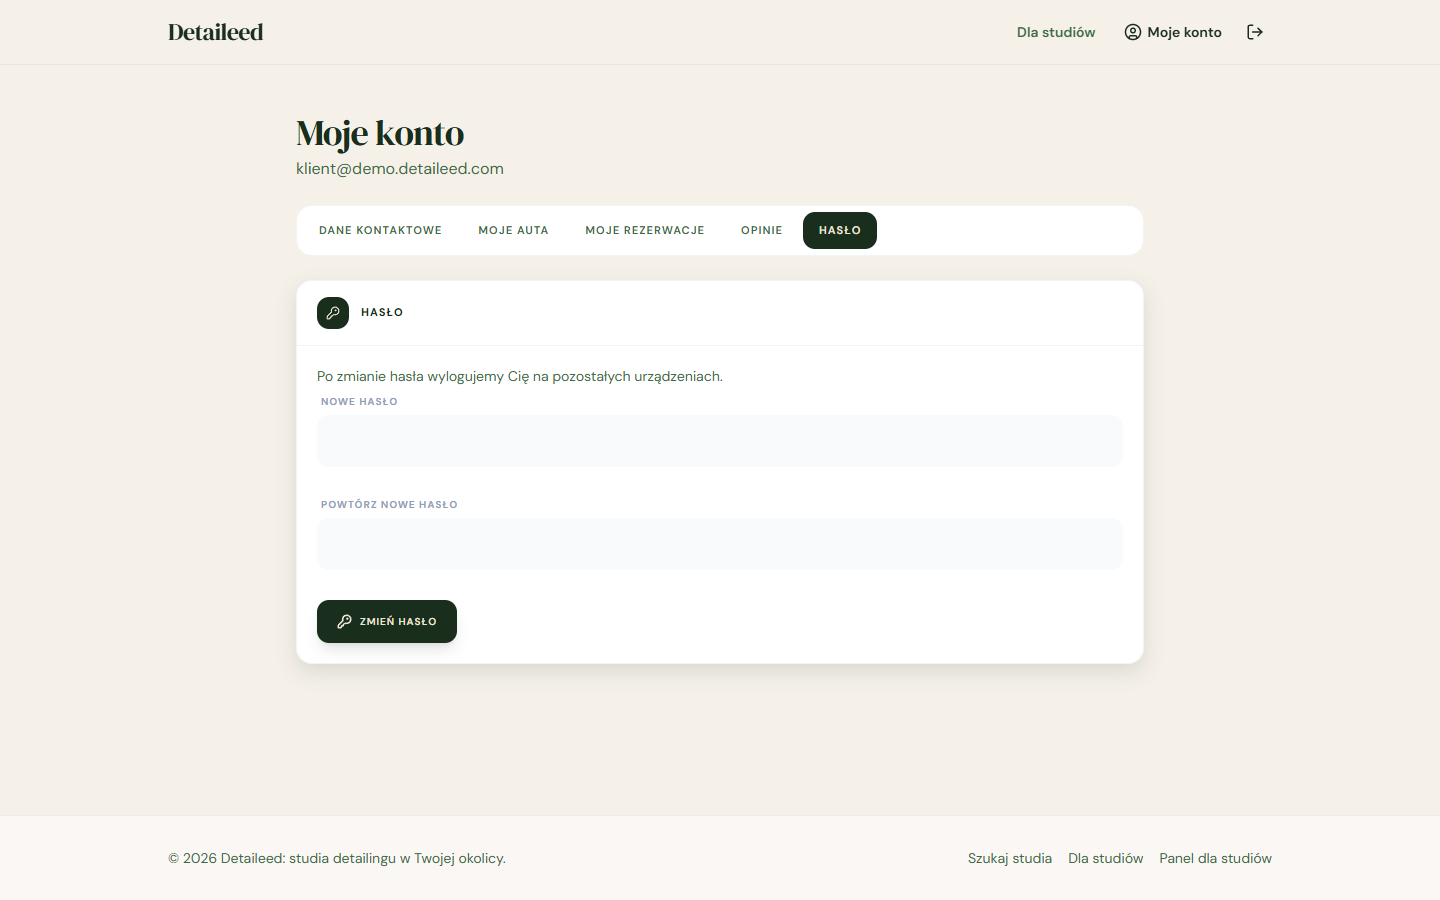 Detaileed
Dla studiów
Moje konto
Moje konto
klient@demo.detaileed.com
DANE KONTAKTOWE
MOJE AUTA
MOJE REZERWACJE
OPINIE
HASŁO
HASŁO
Po zmianie hasła wylogujemy Cię na pozostałych urządzeniach.
NOWE HASŁO
POWTÓRZ NOWE HASŁO
ZMIEŃ HASŁO
© 2026 Detaileed: studia detailingu w Twojej okolicy.
Szukaj studia
Dla studiów
Panel dla studiów